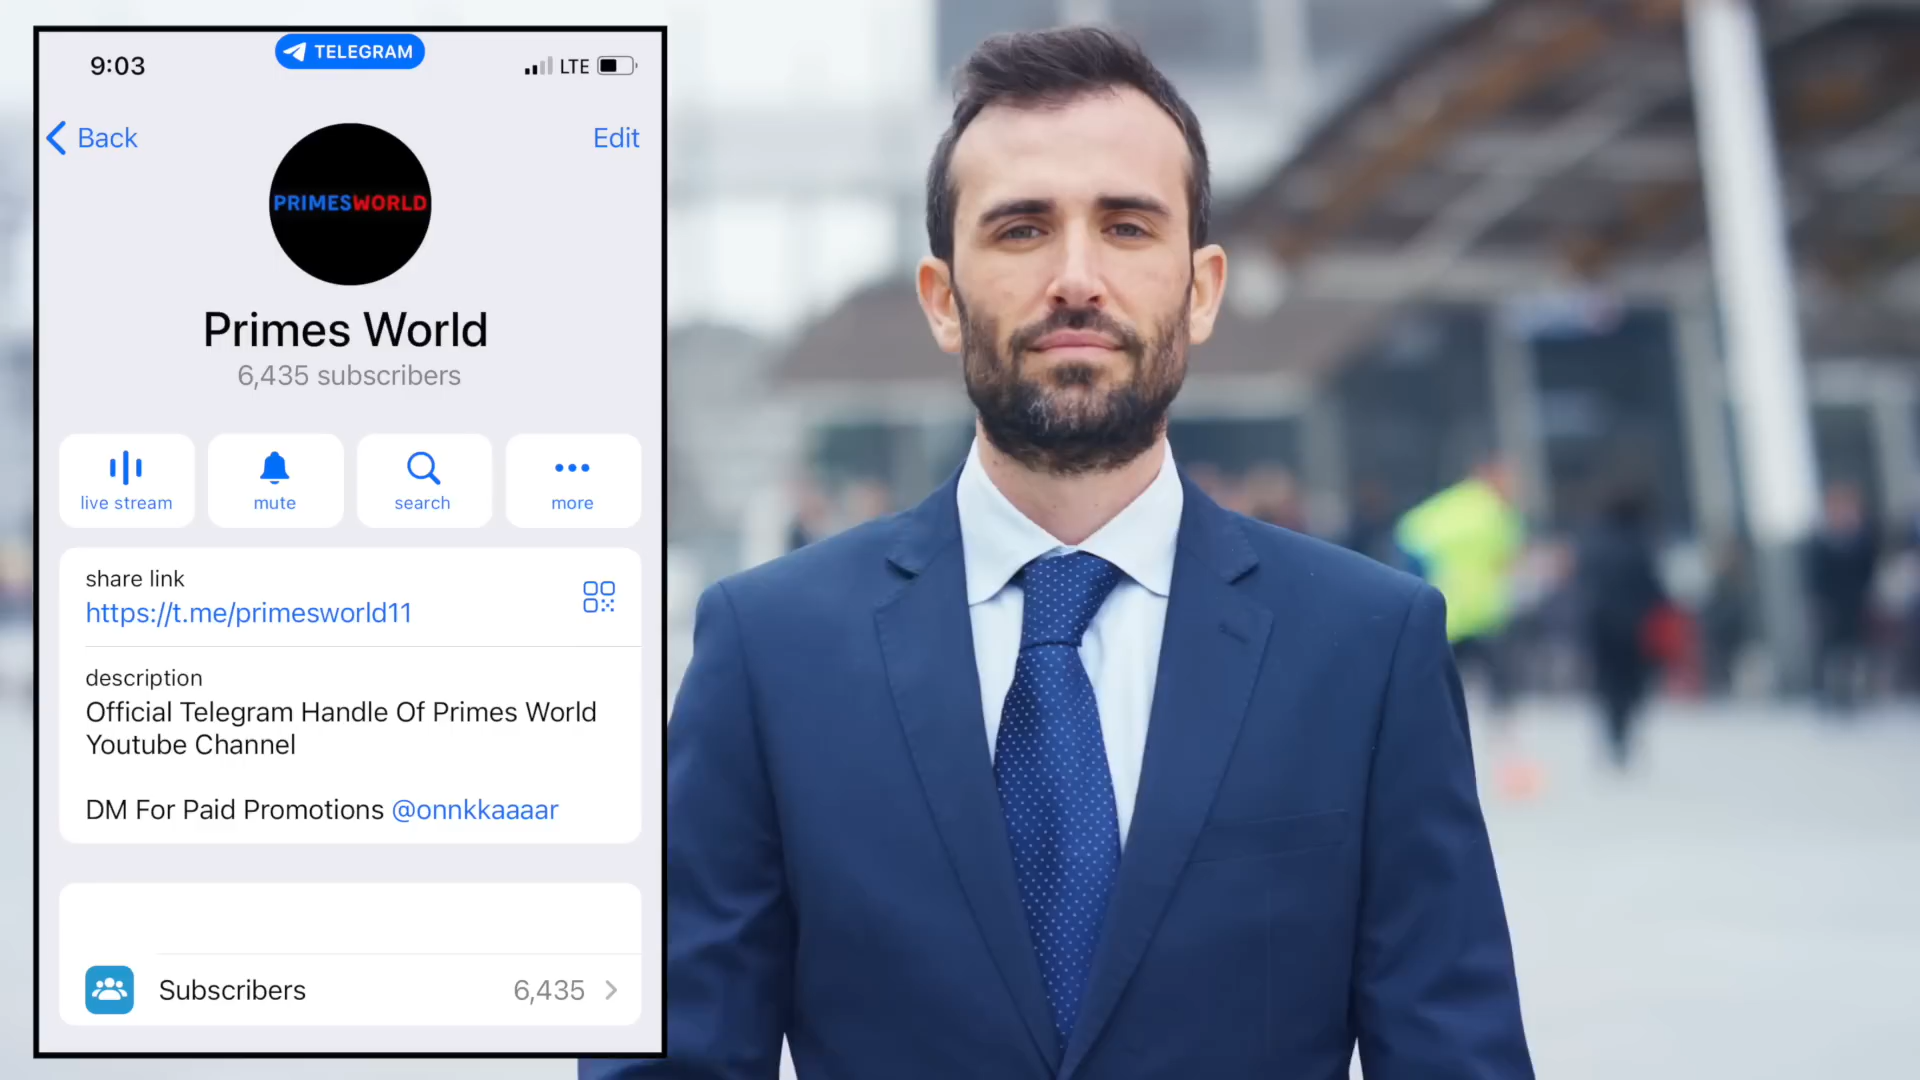 9:03
TELEGRAM
LTE
Back
Edit
PRIMESWORLD
Primes World
6,435 subscribers
live stream
mute
search
more
share link
https://t.me/primesworld11
description
Official Telegram Handle Of Primes World
Youtube Channel
DM For Paid Promotions @onnkkaaaar
Subscribers
6,435